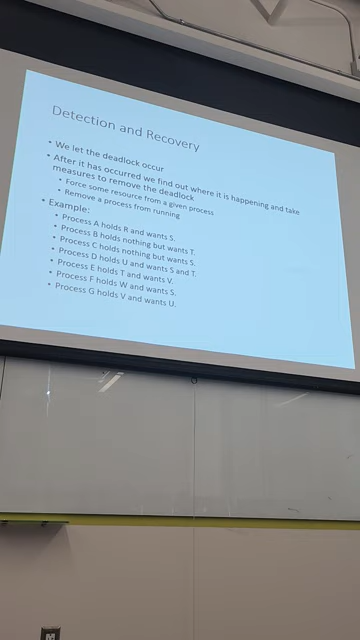 Detection and Recovery
• We let the deadlock occur
• After it has occurred we find out where it is happening and take
measures to remove the deadlock
• Force some resource from a given process
• Remove a process from running
• Example:
• Process A holds R and wants S.
• Process B holds nothing but wants T.
• Process C holds nothing but wants S.
• Process D holds U and wants S and T.
• Process E holds T and wants V.
• Process F holds W and wants S.
• Process G holds V and wants U.